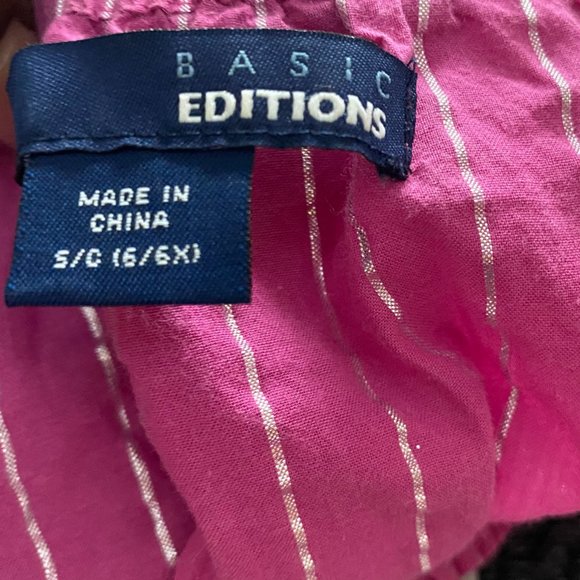 BASIC
EDITIONS
MADE IN
CHINA
S/C (6/6X)